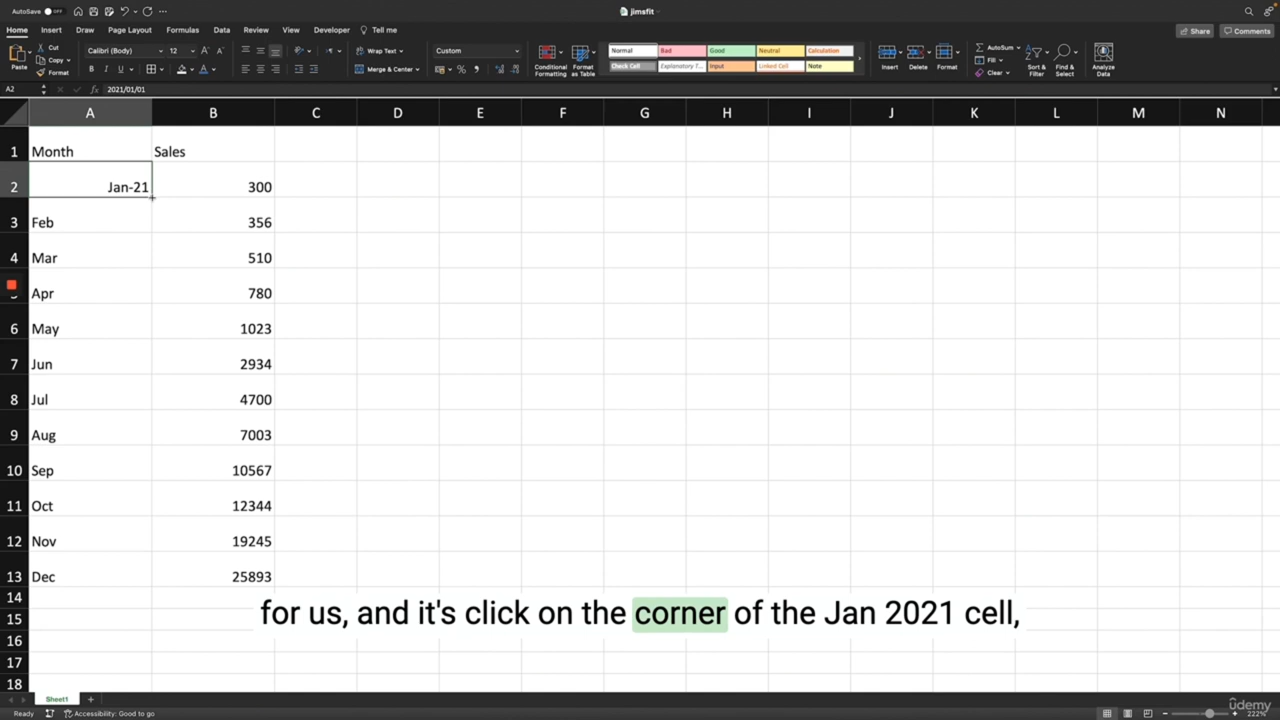 AutoSave OFF
jimsfit
Home Insert Draw Page Layout Formulas Data Review View Developer Tell me
Share Comments
Paste
Cut
Copy
Format
Calibri (Body) 12
B
Wrap Text
Merge & Center
Custom
%
Conditional Formatting
Format as Table
Normal Bad Good Neutral Calculation
Check Cell Explanatory T... Input Linked Cell Note
Insert Delete Format
AutoSum
Fill
Clear
Sort & Filter
Find & Select
Analyze Data
A2 fx 2021/01/01
A B C D E F G H I J K L M N
1 Month Sales
2 Jan-21 300
3 Feb 356
4 Mar 510
Apr 780
6 May 1023
7 Jun 2934
8 Jul 4700
9 Aug 7003
10 Sep 10567
11 Oct 12344
12 Nov 19245
13 Dec 25893
14
15
16
17
18
for us, and it's click on the corner of the Jan 2021 cell,
Sheet1 +
Ready Accessibility: Good to go
222%
udemy